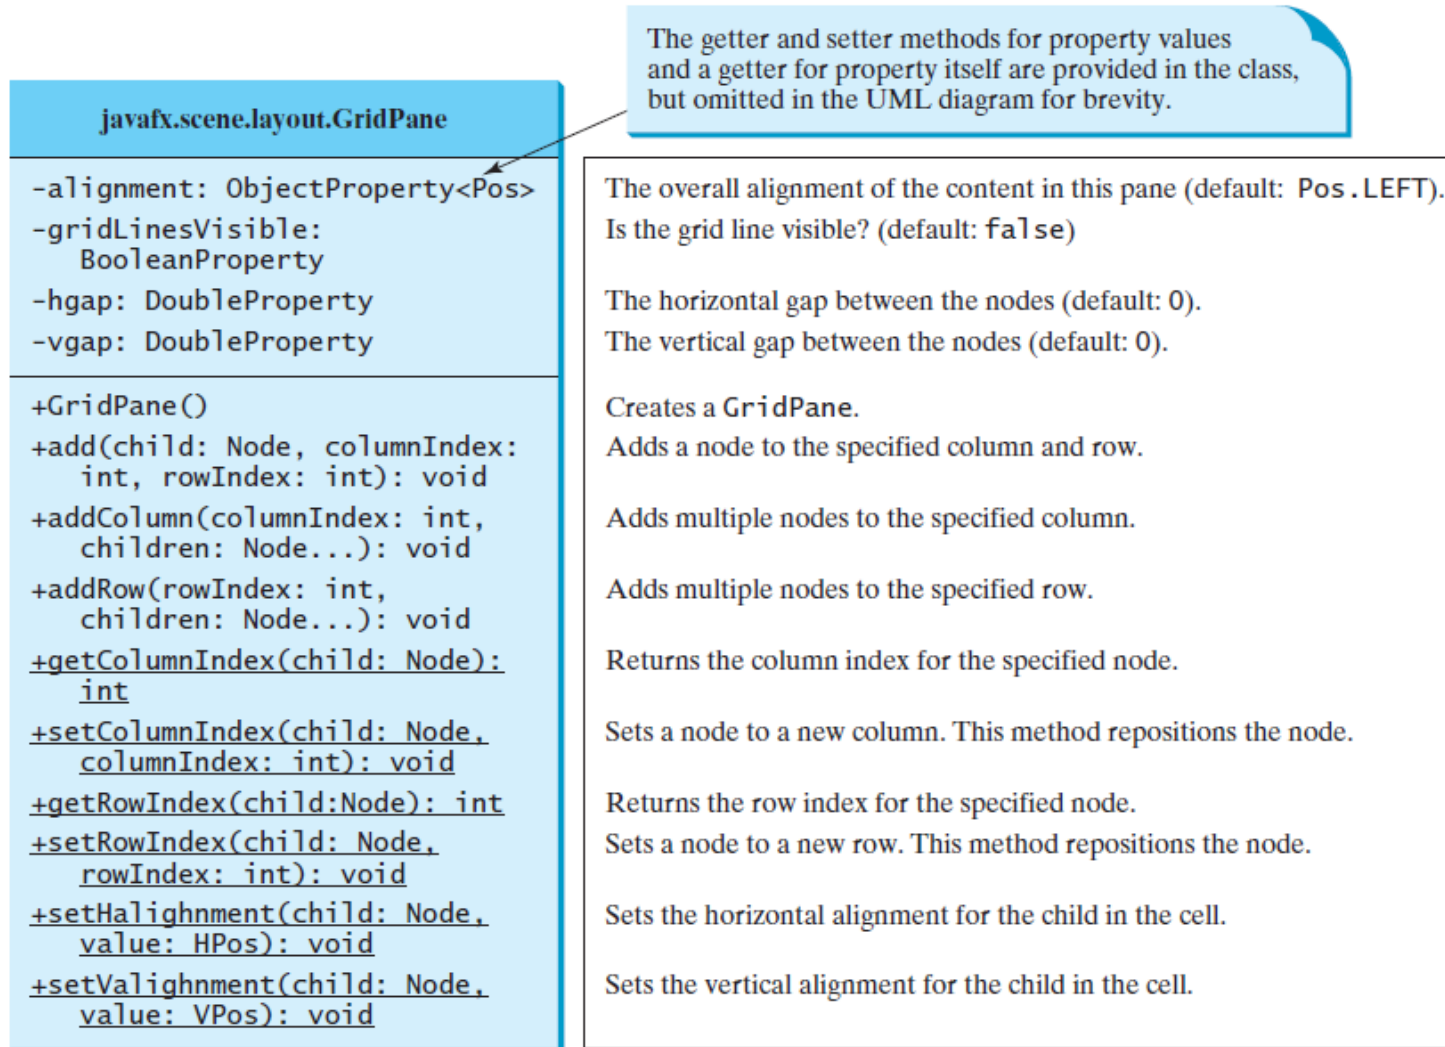 The getter and setter methods for property values
and a getter for property itself are provided in the class,
but omitted in the UML diagram for brevity.
javafx.scene.layout.GridPane
-alignment: ObjectProperty<Pos>
The overall alignment of the content in this pane (default: Pos.LEFT).
-gridLinesVisible:
BooleanProperty
Is the grid line visible? (default: false)
-hgap: DoubleProperty
The horizontal gap between the nodes (default: 0).
-vgap: DoubleProperty
The vertical gap between the nodes (default: 0).
+GridPane()
Creates a GridPane.
+add(child: Node, columnIndex:
int, rowIndex: int): void
Adds a node to the specified column and row.
+addColumn(columnIndex: int,
children: Node...): void
Adds multiple nodes to the specified column.
+addRow(rowIndex: int,
children: Node...): void
Adds multiple nodes to the specified row.
+getColumnIndex(child: Node):
int
Returns the column index for the specified node.
+setColumnIndex(child: Node,
columnIndex: int): void
Sets a node to a new column. This method repositions the node.
+getRowIndex(child:Node): int
Returns the row index for the specified node.
+setRowIndex(child: Node,
rowIndex: int): void
Sets a node to a new row. This method repositions the node.
+setHalighnment(child: Node,
value: HPos): void
Sets the horizontal alignment for the child in the cell.
+setValighnment(child: Node,
value: VPos): void
Sets the vertical alignment for the child in the cell.